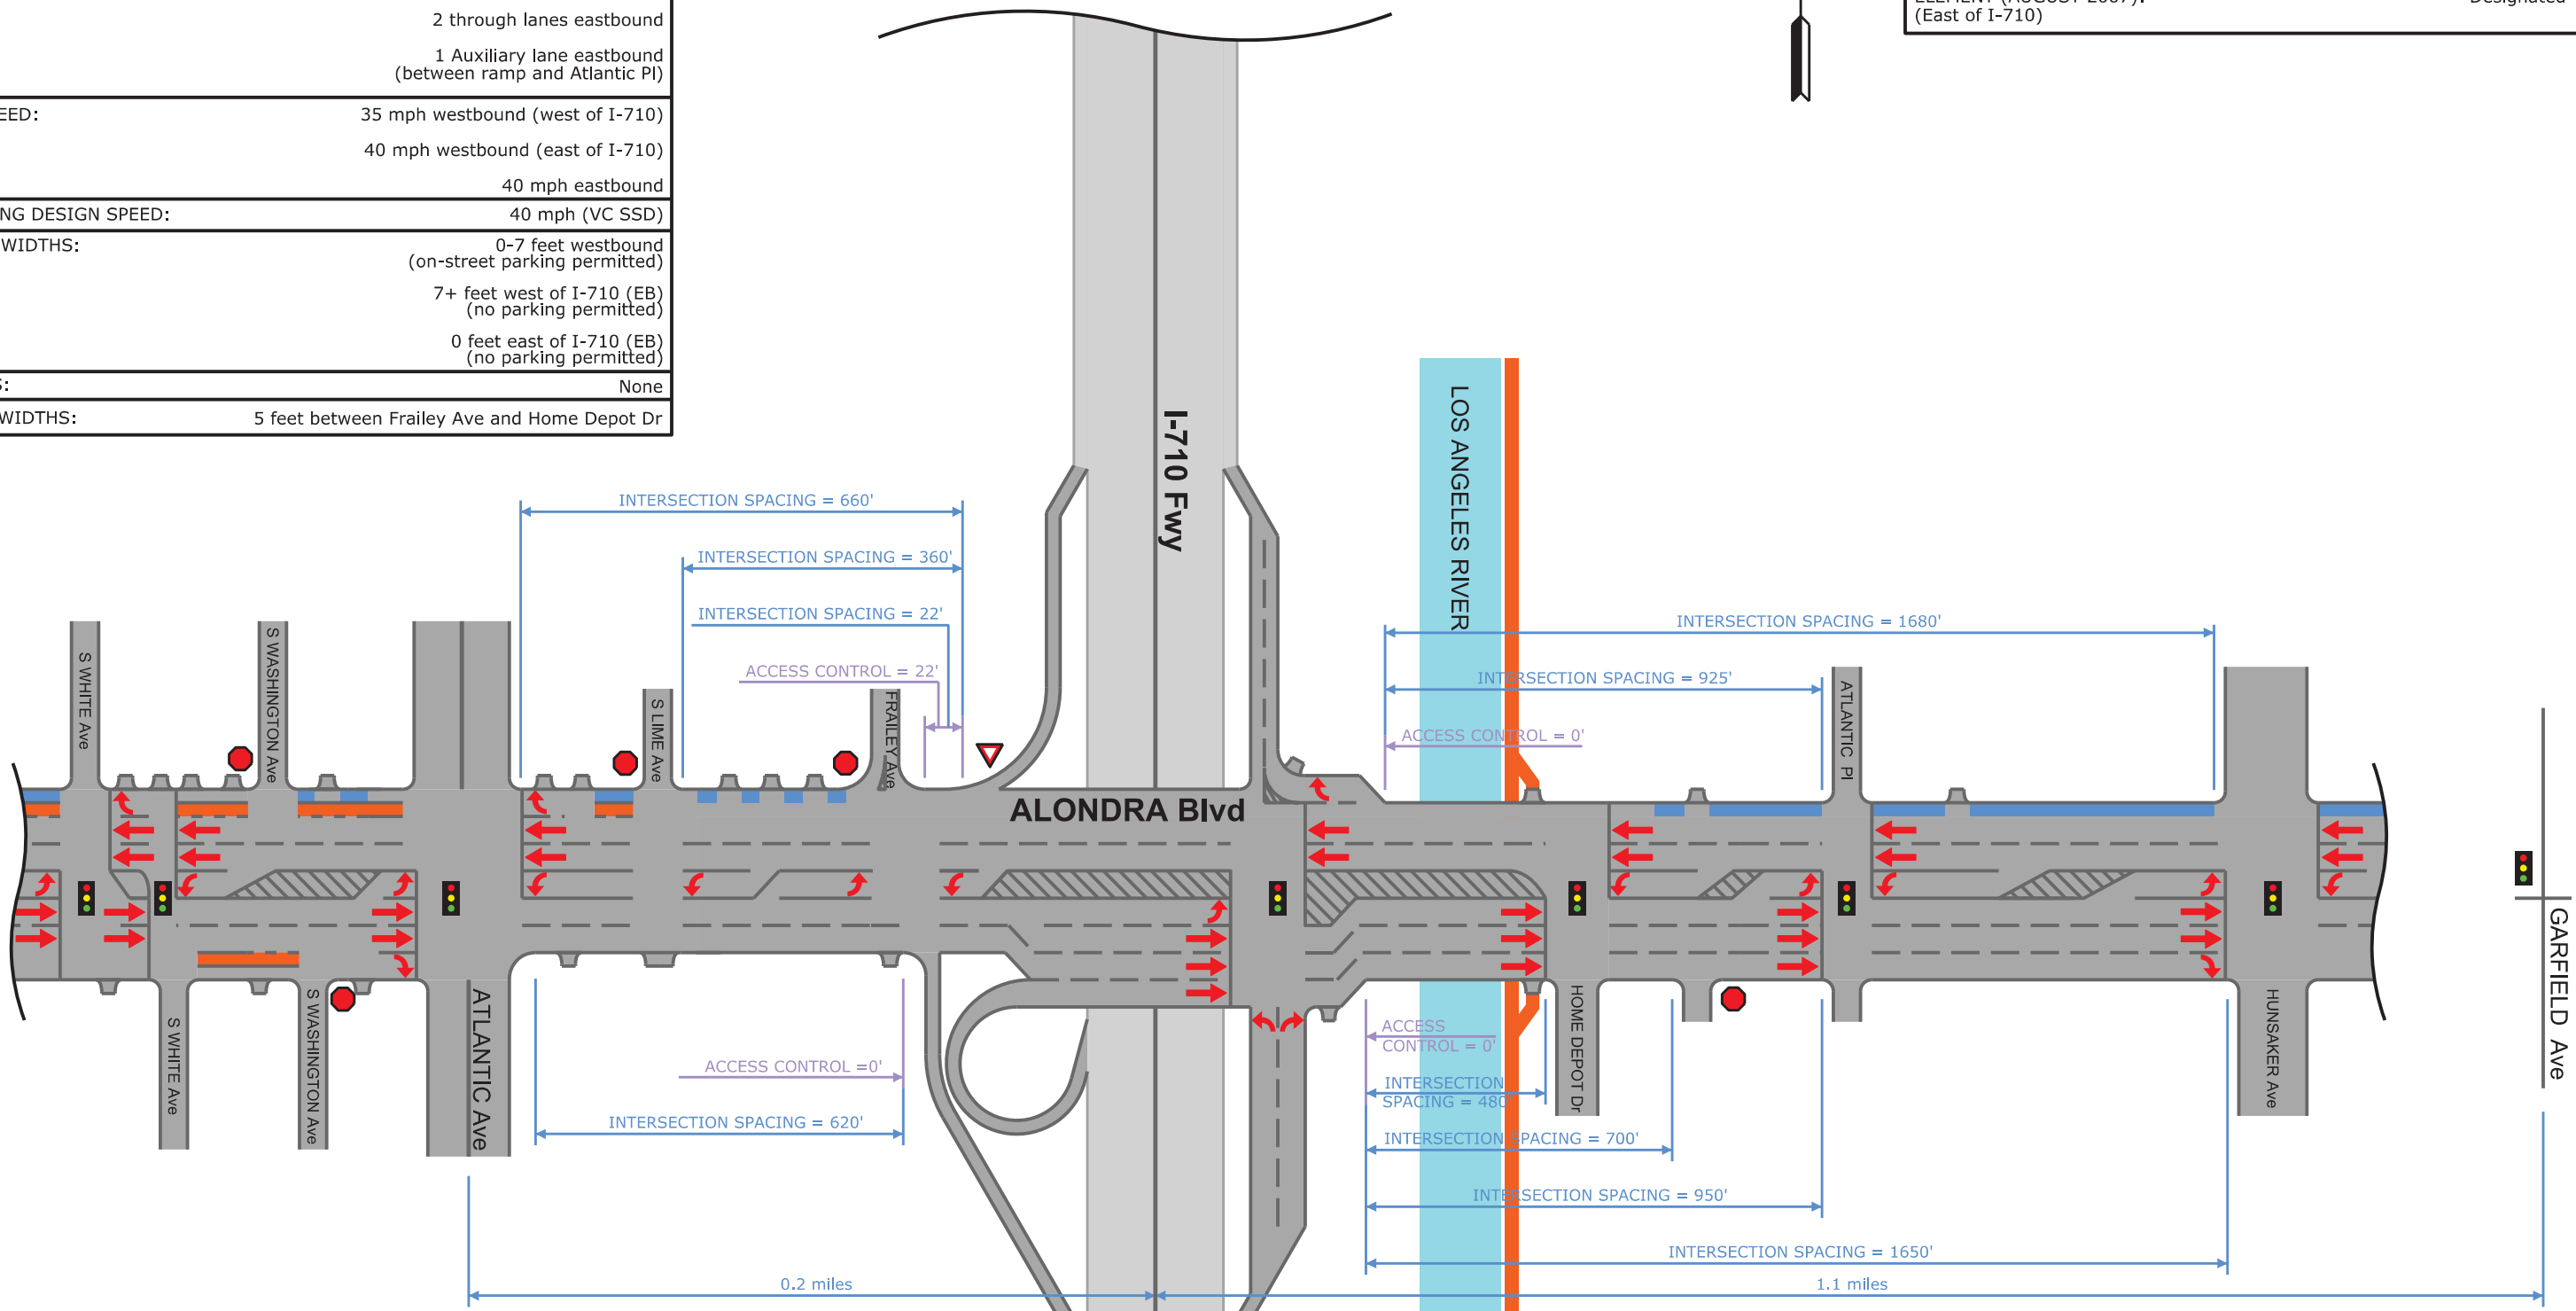 2 through lanes eastbound
1 Auxiliary lane eastbound
(between ramp and Atlantic Pl)
EED: 35 mph westbound (west of I-710)
40 mph westbound (east of I-710)
40 mph eastbound
NG DESIGN SPEED: 40 mph (VC SSD)
WIDTHS: 0-7 feet westbound
(on-street parking permitted)
7+ feet west of I-710 (EB)
(no parking permitted)
0 feet east of I-710 (EB)
(no parking permitted)
S: None
WIDTHS: 5 feet between Frailey Ave and Home Depot Dr
(East of I-710)
I-710 Fwy
LOS ANGELES RIVER
INTERSECTION SPACING = 660'
INTERSECTION SPACING = 360'
INTERSECTION SPACING = 22'
ACCESS CONTROL = 22'
INTERSECTION SPACING = 1680'
INTERSECTION SPACING = 925'
ACCESS CONTROL = 0'
S WHITE Ave
S WASHINGTON Ave
S LIME Ave
FRAILEY Ave
ATLANTIC Pl
ALONDRA Blvd
S WHITE Ave
S WASHINGTON Ave
ATLANTIC Ave
HOME DEPOT Dr
HUNSAKER Ave
GARFIELD Ave
ACCESS CONTROL =0'
INTERSECTION SPACING = 620'
ACCESS
CONTROL = 0'
INTERSECTION
SPACING = 480'
INTERSECTION SPACING = 700'
INTERSECTION SPACING = 950'
INTERSECTION SPACING = 1650'
0.2 miles
1.1 miles